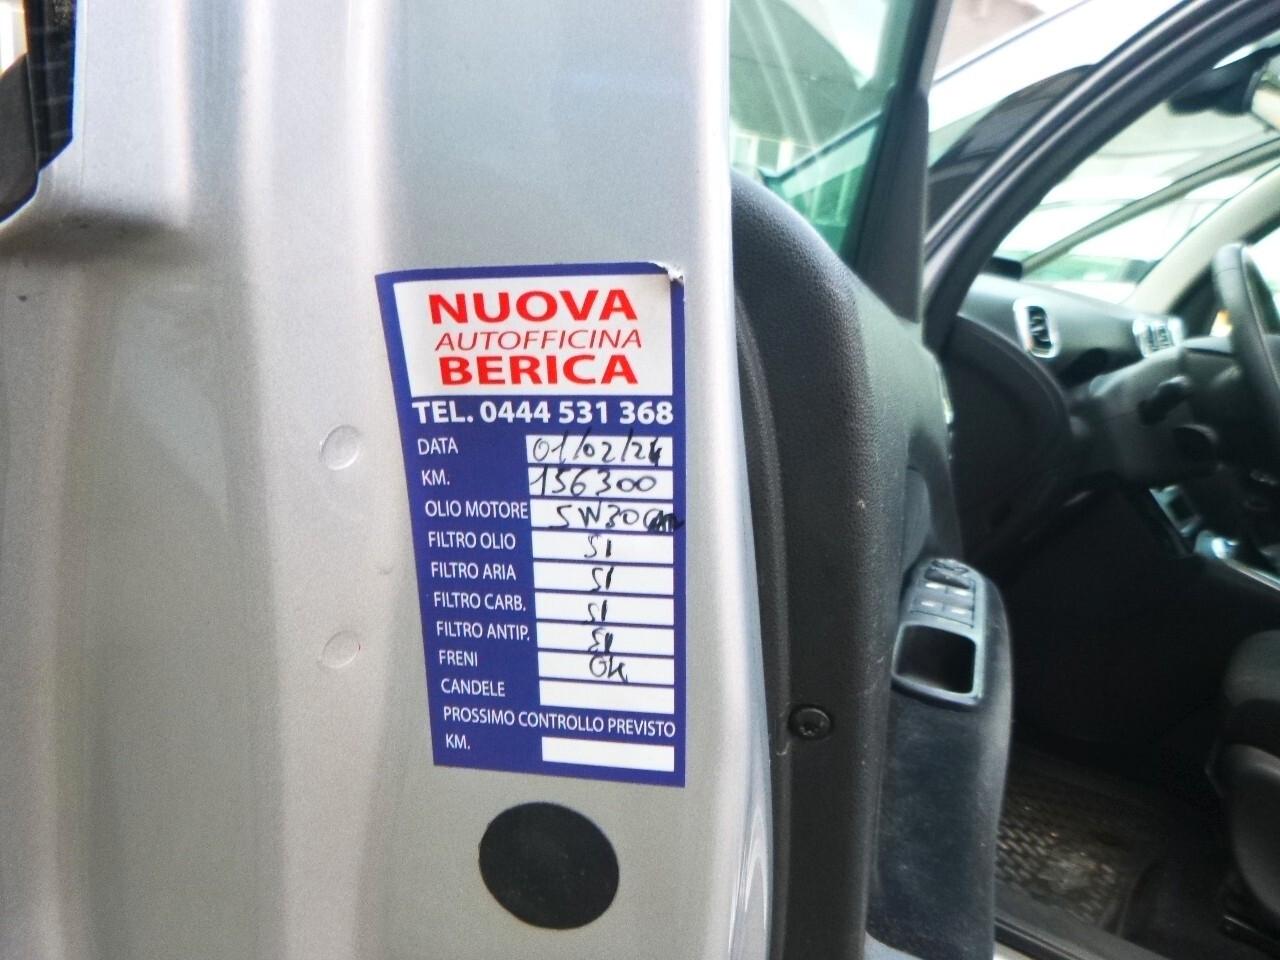 NUOVA
AUTOFFICINA
BERICA
TEL. 0444 531 368
DATA 01/02/24
KM. 156300
OLIO MOTORE 5W30
FILTRO OLIO SI
FILTRO ARIA SI
FILTRO CARB. SI
FILTRO ANTIP. SI
FRENI OK
CANDELE
PROSSIMO CONTROLLO PREVISTO
KM.